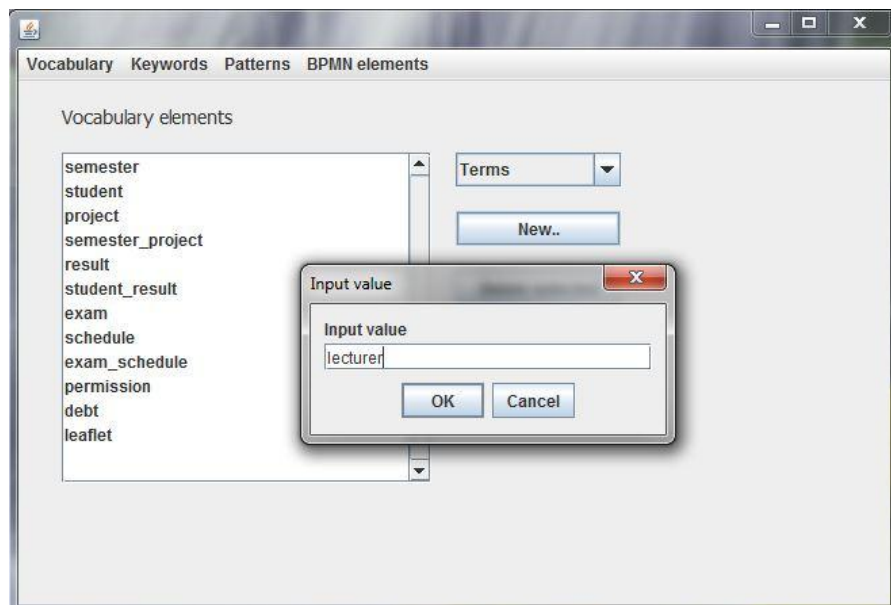 Vocabulary Keywords Patterns BPMN elements
Vocabulary elements
semester
student
project
semester_project
result
student_result
exam
schedule
exam_schedule
permission
debt
leaflet
Terms
New..
Input value
Input value
lecturer
OK Cancel